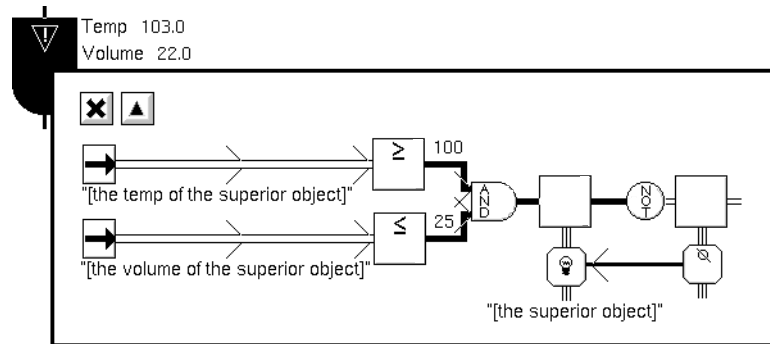 Temp 103.0
Volume 22.0
≥
100
"[the temp of the superior object]"
AND
NOT
≤
25
"[the volume of the superior object]"
"[the superior object]"